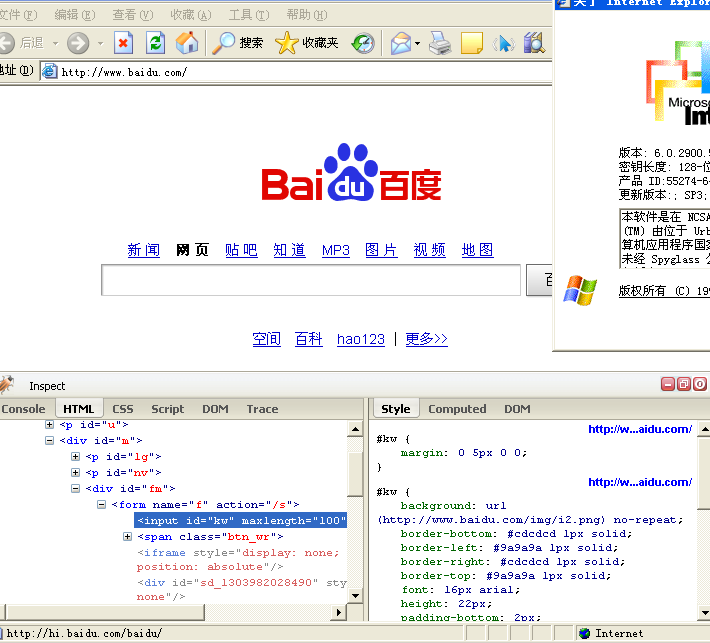 文件(F) 编辑(E) 查看(V) 收藏(A) 工具(T) 帮助(H)
后退 搜索 收藏夹
地址(D) http://www.baidu.com/
Bai du 百度
新闻 网页 贴吧 知道 MP3 图片 视频 地图
百
空间 百科 hao123 | 更多>>
关于 Internet Explor
Microso
Int
版本: 6.0.2900.5
密钥长度: 128-位
产品 ID:55274-6
更新版本:; SP3;
本软件是在 NCSA
(TM) 由位于 Urb
算机应用程序国家
未经 Spyglass 公
版权所有 (C) 199
Inspect
Console HTML CSS Script DOM Trace
<p id="u">
<div id="m">
<p id="lg">
<p id="nv">
<div id="fm">
<form name="f" action="/s">
<input id="kw" maxlength="100"
<span class="btn_wr">
<iframe style="display: none;
position: absolute"/>
<div id="sd_1303982028490" sty
none"/>
Style Computed DOM
http://w...aidu.com/
#kw {
margin: 0 5px 0 0;
}
http://w...aidu.com/
#kw {
background: url
(http://www.baidu.com/img/i2.png) no-repeat;
border-bottom: #cdcdcd 1px solid;
border-left: #9a9a9a 1px solid;
border-right: #cdcdcd 1px solid;
border-top: #9a9a9a 1px solid;
font: 16px arial;
height: 22px;
padding-bottom: 2px;
http://hi.baidu.com/baidu/
Internet